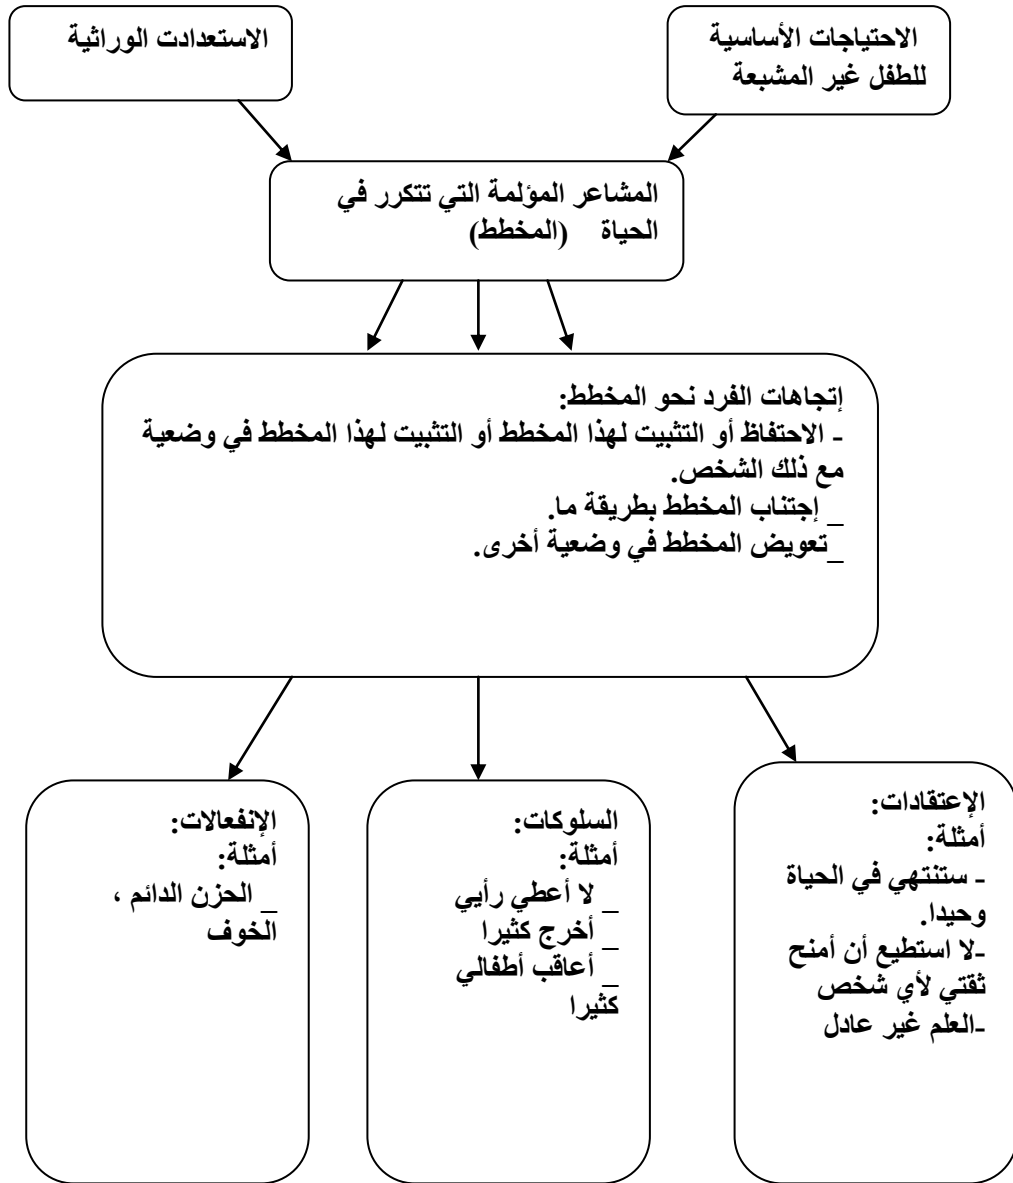 الاحتياجات الأساسية
للطفل غير المشبعة
الاستعدادت الوراثية
المشاعر المؤلمة التي تتكرر في
الحياة (المخطط)
إتجاهات الفرد نحو المخطط:
- الاحتفاظ أو التثبيت لهذا المخطط أو التثبيت لهذا المخطط في وضعية
مع ذلك الشخص.
_ إجتناب المخطط بطريقة ما.
_تعويض المخطط في وضعية أخرى.
الإعتقادات:
أمثلة:
- ستنتهي في الحياة
وحيدا.
-لا استطيع أن أمنح
ثقتي لأي شخص
-العلم غير عادل
السلوكات:
أمثلة:
_ لا أعطي رأيي
_ أخرج كثيرا
_ أعاقب أطفالي
كثيرا
الإنفعالات:
أمثلة:
_ الحزن الدائم ،
الخوف